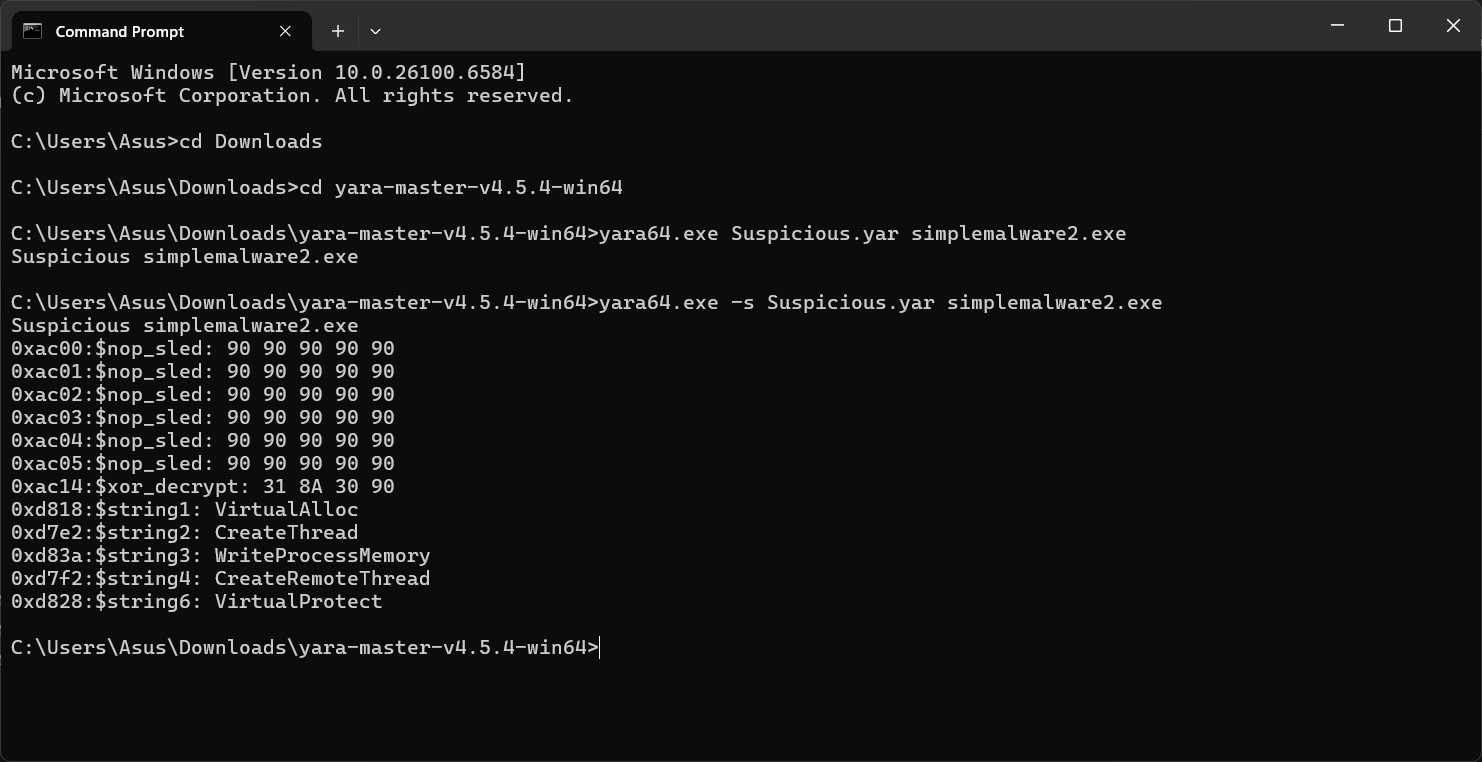 Command Prompt
Microsoft Windows [Version 10.0.26100.6584]
(c) Microsoft Corporation. All rights reserved.
C:\Users\Asus>cd Downloads
C:\Users\Asus\Downloads>cd yara-master-v4.5.4-win64
C:\Users\Asus\Downloads\yara-master-v4.5.4-win64>yara64.exe Suspicious.yar simplemalware2.exe
Suspicious simplemalware2.exe
C:\Users\Asus\Downloads\yara-master-v4.5.4-win64>yara64.exe -s Suspicious.yar simplemalware2.exe
Suspicious simplemalware2.exe
0xac00:$nop_sled: 90 90 90 90 90
0xac01:$nop_sled: 90 90 90 90 90
0xac02:$nop_sled: 90 90 90 90 90
0xac03:$nop_sled: 90 90 90 90 90
0xac04:$nop_sled: 90 90 90 90 90
0xac05:$nop_sled: 90 90 90 90 90
0xac14:$xor_decrypt: 31 8A 30 90
0xd818:$string1: VirtualAlloc
0xd7e2:$string2: CreateThread
0xd83a:$string3: WriteProcessMemory
0xd7f2:$string4: CreateRemoteThread
0xd828:$string6: VirtualProtect
C:\Users\Asus\Downloads\yara-master-v4.5.4-win64>